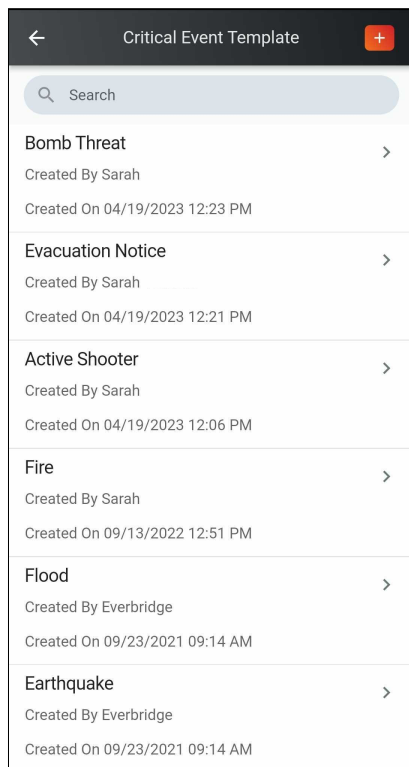 Critical Event Template
Search
Bomb Threat
Created By Sarah
Created On 04/19/2023 12:23 PM
Evacuation Notice
Created By Sarah
Created On 04/19/2023 12:21 PM
Active Shooter
Created By Sarah
Created On 04/19/2023 12:06 PM
Fire
Created By Sarah
Created On 09/13/2022 12:51 PM
Flood
Created By Everbridge
Created On 09/23/2021 09:14 AM
Earthquake
Created By Everbridge
Created On 09/23/2021 09:14 AM